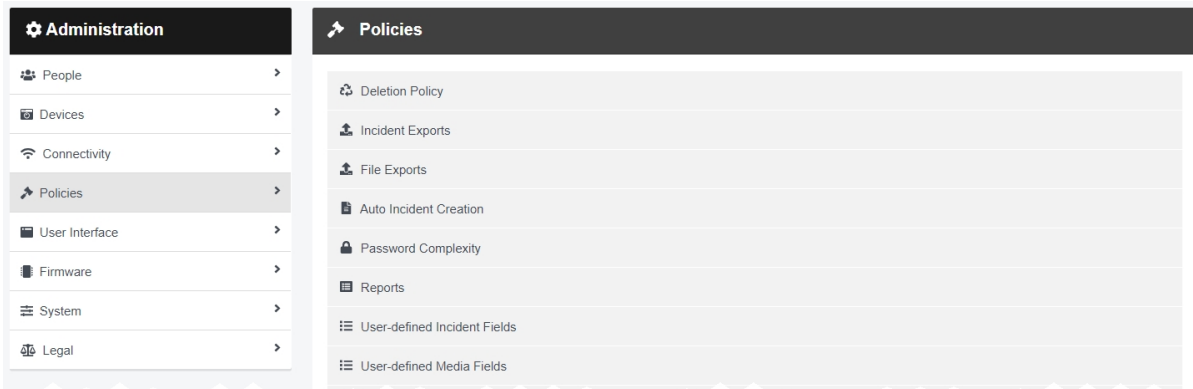 Administration
People
Devices
Connectivity
Policies
User Interface
Firmware
System
Legal
Policies
Deletion Policy
Incident Exports
File Exports
Auto Incident Creation
Password Complexity
Reports
User-defined Incident Fields
User-defined Media Fields